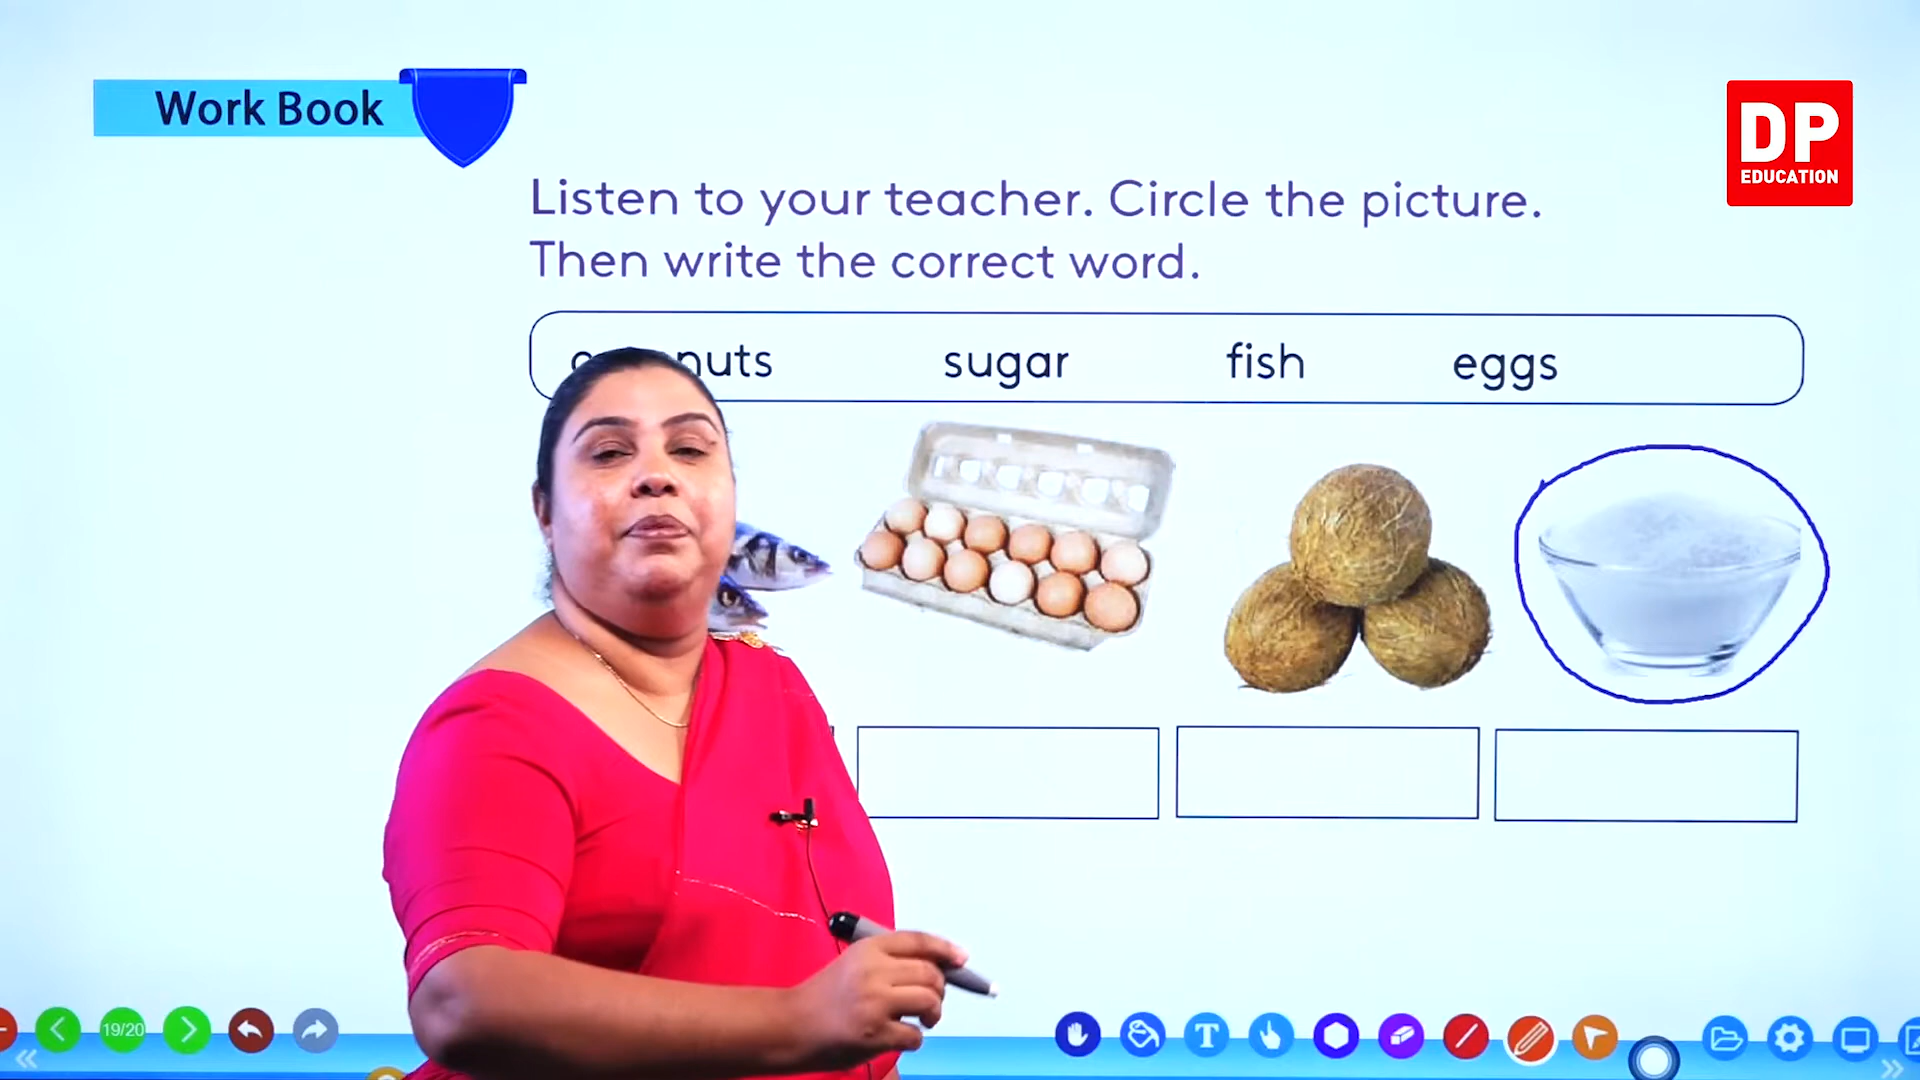 Work Book
DP
EDUCATION
Listen to your teacher. Circle the picture.
Then write the correct word.
sugar fish eggs
19/20
T